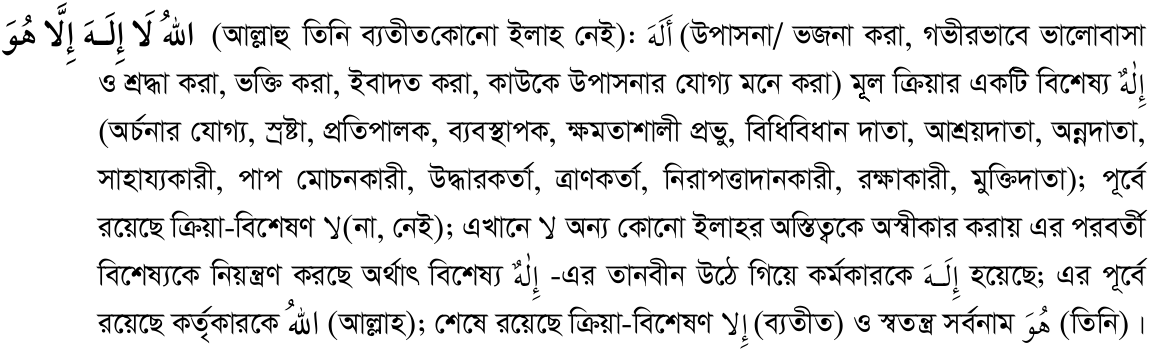 اللهُ لَا إِلَـهَ إِلَّا هُوَ (আল্লাহু তিনি ব্যতীতকোনো ইলাহ নেই): أَلَهَ (উপাসনা/ ভজনা করা, গভীরভাবে ভালোবাসা
ও শ্রদ্ধা করা, ভক্তি করা, ইবাদত করা, কাউকে উপাসনার যোগ্য মনে করা) মূল ক্রিয়ার একটি বিশেষ্য إِلٰهٌ
(অর্চনার যোগ্য, স্রষ্টা, প্রতিপালক, ব্যবস্থাপক, ক্ষমতাশালী প্রভু, বিধিবিধান দাতা, আশ্রয়দাতা, অন্নদাতা,
সাহায্যকারী, পাপ মোচনকারী, উদ্ধারকর্তা, ত্রাণকর্তা, নিরাপত্তাদানকারী, রক্ষাকারী, মুক্তিদাতা); পূর্বে
রয়েছে ক্রিয়া-বিশেষণ لا(না, নেই); এখানে لا অন্য কোনো ইলাহর অস্তিত্বকে অস্বীকার করায় এর পরবর্তী
বিশেষ্যকে নিয়ন্ত্রণ করছে অর্থাৎ বিশেষ্য إِلٰهٌ -এর তানবীন উঠে গিয়ে কর্মকারকে إِلَـهَ হয়েছে; এর পূর্বে
রয়েছে কর্তৃকারকে اللهُ (আল্লাহ); শেষে রয়েছে ক্রিয়া-বিশেষণ إلا (ব্যতীত) ও স্বতন্ত্র সর্বনাম هُوَ (তিনি) ।